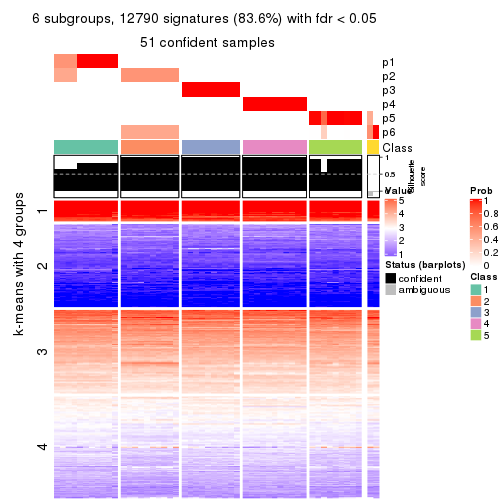 6 subgroups, 12790 signatures (83.6%) with fdr < 0.05
51 confident samples
p1
p2
p3
p4
p5
p6
Class
1
0.5
0
Silhouette
score
k-means with 4 groups
1
2
3
4
Value
5
4
3
2
1
Status (barplots)
confident
ambiguous
Prob
1
0.8
0.6
0.4
0.2
0
Class
1
2
3
4
5